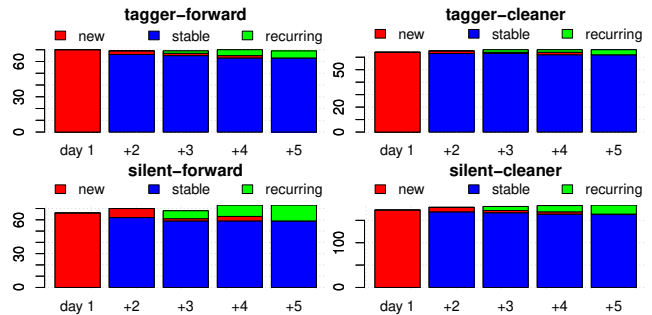 tagger-forward
new stable recurring
60
30
0
day 1 +2 +3 +4 +5
tagger-cleaner
new stable recurring
50
20
0
day 1 +2 +3 +4 +5
silent-forward
new stable recurring
60
30
0
day 1 +2 +3 +4 +5
silent-cleaner
new stable recurring
100
0
day 1 +2 +3 +4 +5